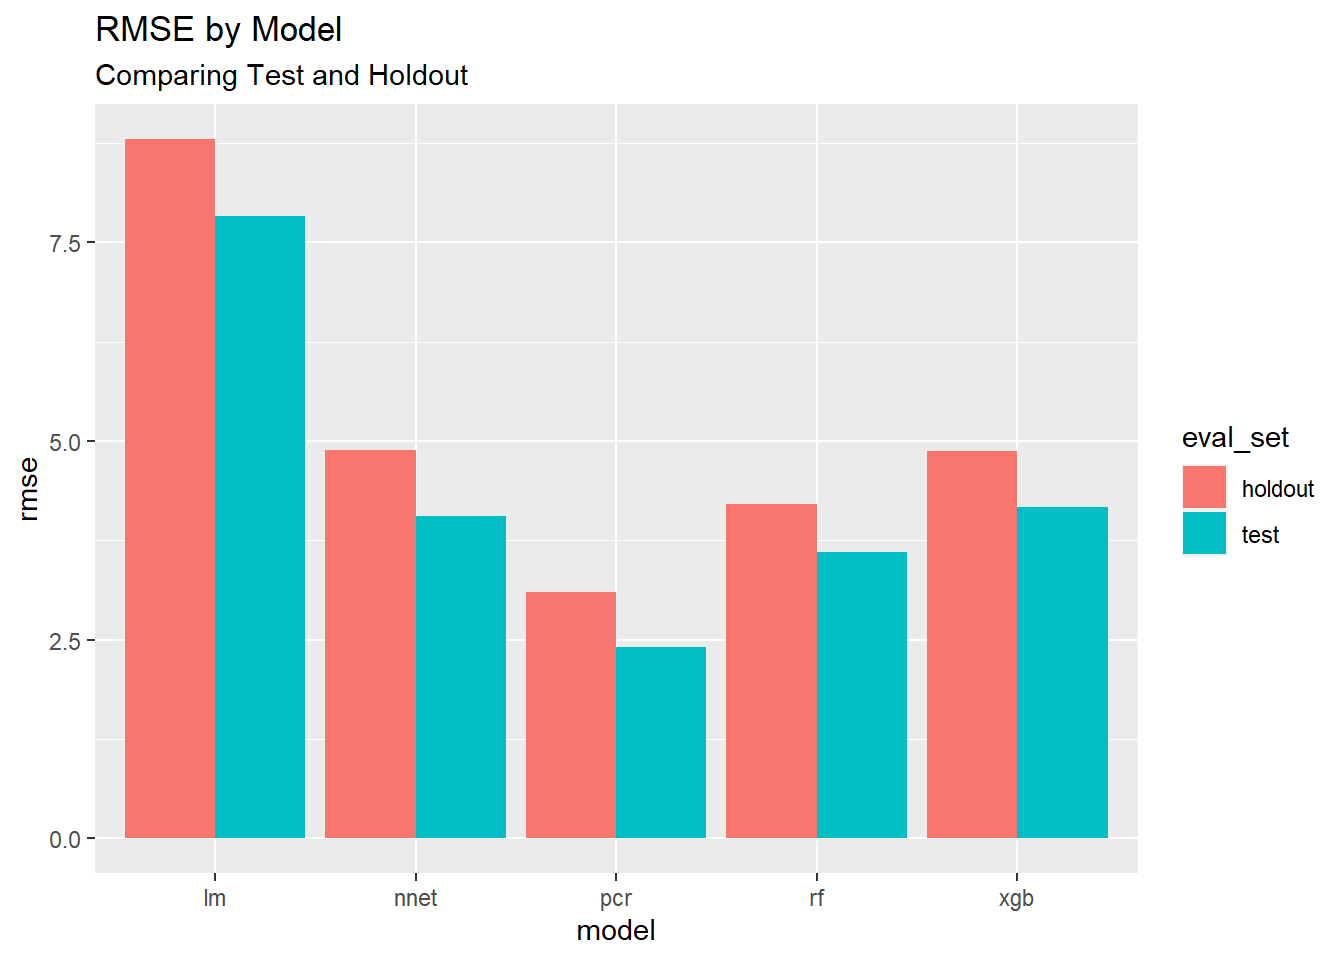 RMSE by Model
Comparing Test and Holdout
rmse
7.5
5.0
2.5
0.0
lm nnet pcr rf xgb
model
eval_set
holdout
test